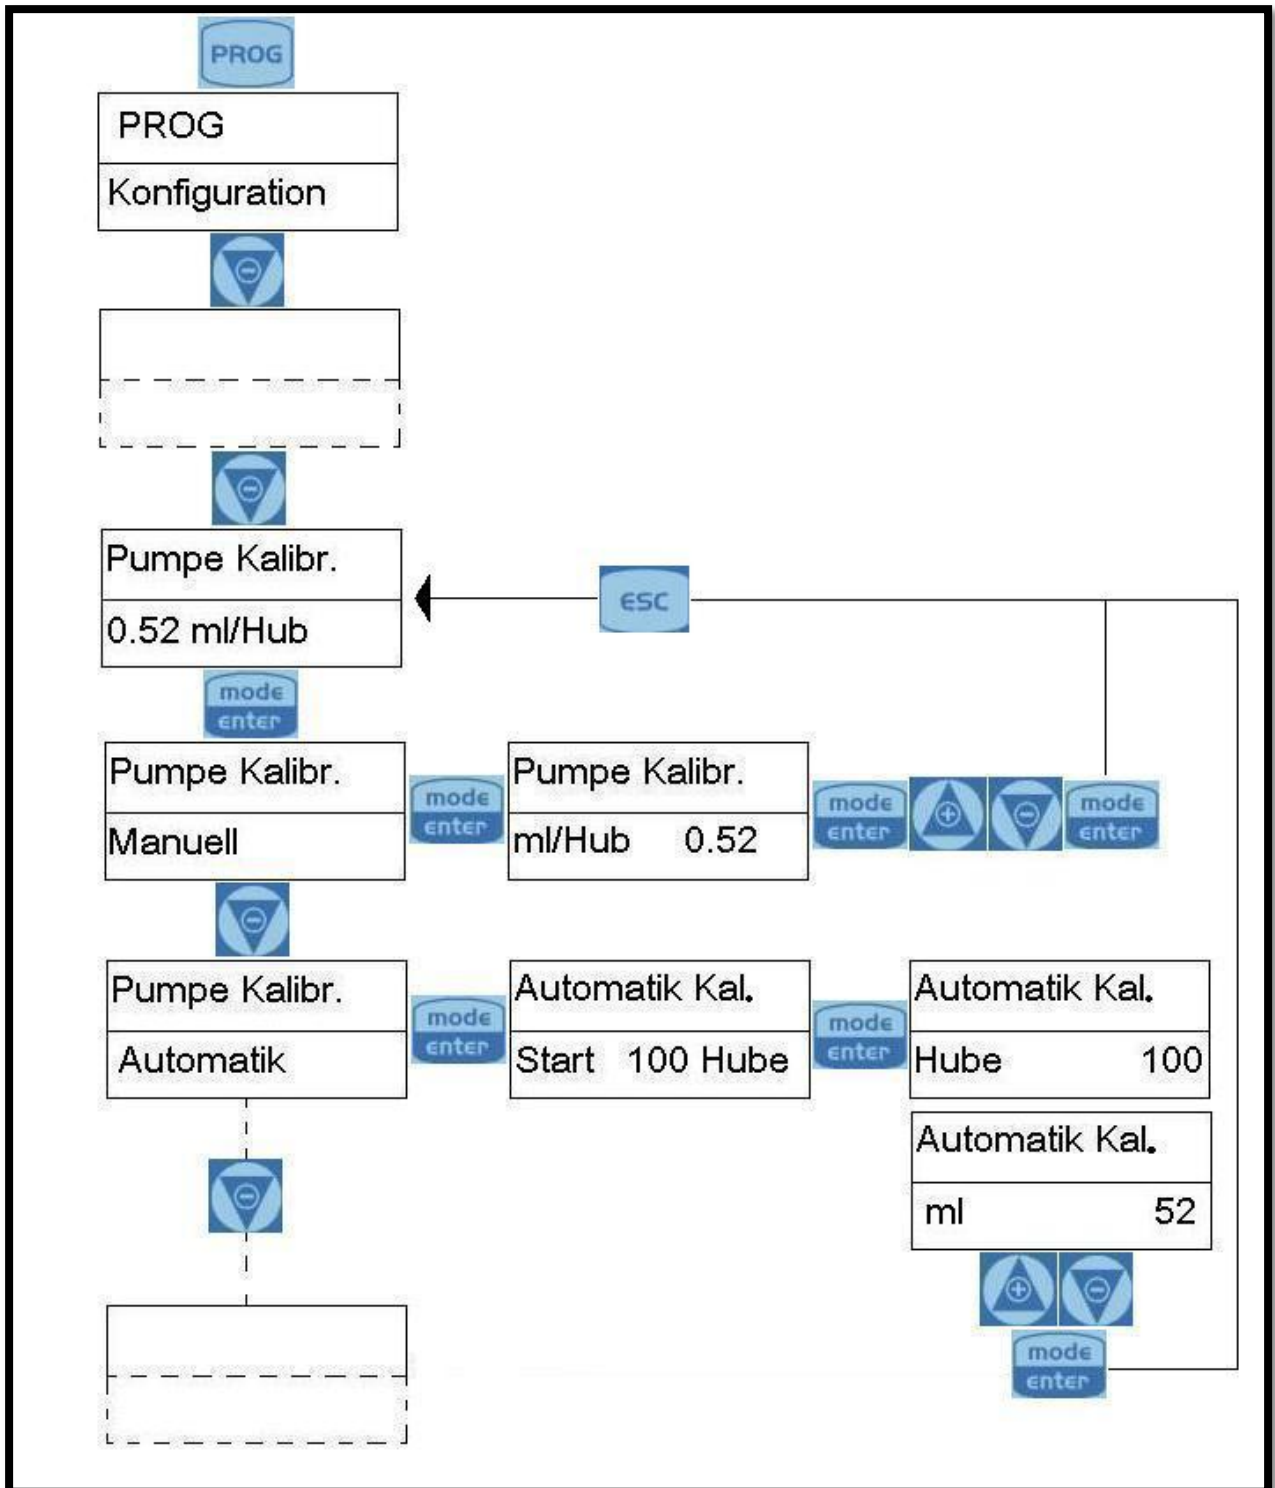 PROG
PROG
Konfiguration
Pumpe Kalibr.
0.52 ml/Hub
ESC
mode
enter
Pumpe Kalibr.
Manuell
mode
enter
Pumpe Kalibr.
ml/Hub 0.52
mode
enter
mode
enter
Pumpe Kalibr.
Automatik
mode
enter
Automatik Kal.
Start 100 Hube
mode
enter
Automatik Kal.
Hube 100
Automatik Kal.
ml 52
mode
enter